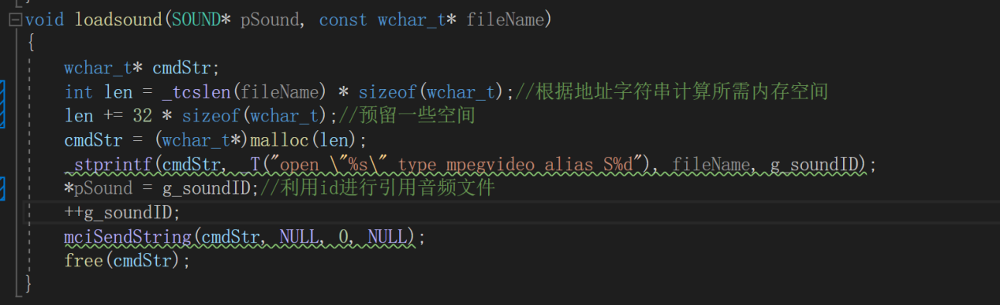 void loadsound(SOUND* pSound, const wchar_t* fileName)
{
wchar_t* cmdStr;
int len = _tcslen(fileName) * sizeof(wchar_t);//根据地址字符串计算所需内存空间
len += 32 * sizeof(wchar_t);//预留一些空间
cmdStr = (wchar_t*)malloc(len);
_stprintf(cmdStr, _T("open \"%s\" type mpegvideo alias S%d"), fileName, g_soundID);
*pSound = g_soundID;//利用id进行引用音频文件
++g_soundID;
mciSendString(cmdStr, NULL, 0, NULL);
free(cmdStr);
}